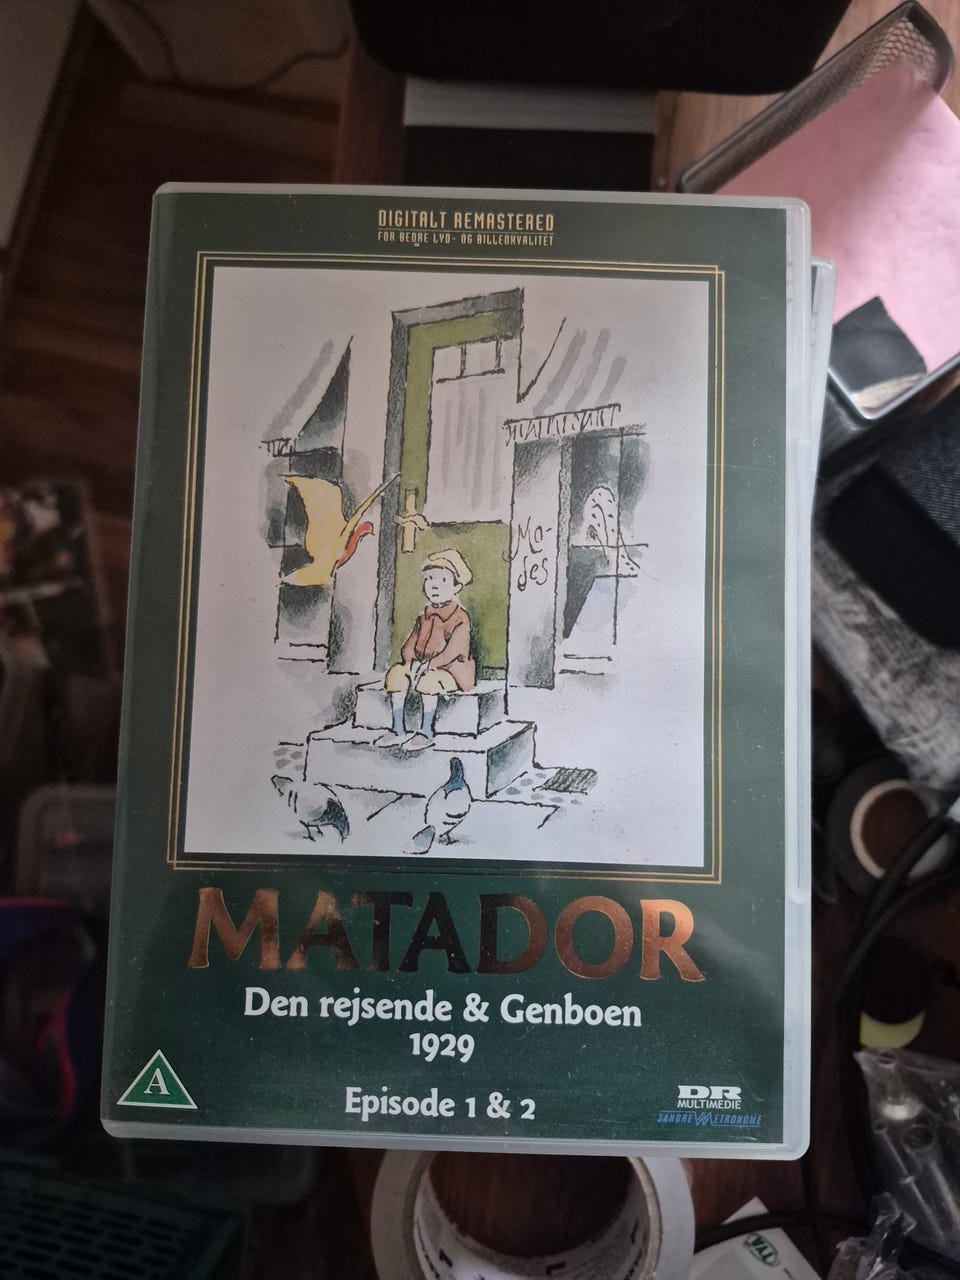 DIGITALT REMASTERED
FOR BEDRE LYD- OG BILLEDKVALITET
Mo-
des
MATADOR
Den rejsende & Genboen
1929
A
Episode 1 & 2
DR
MULTIMEDIE
SANDREW METRONOME